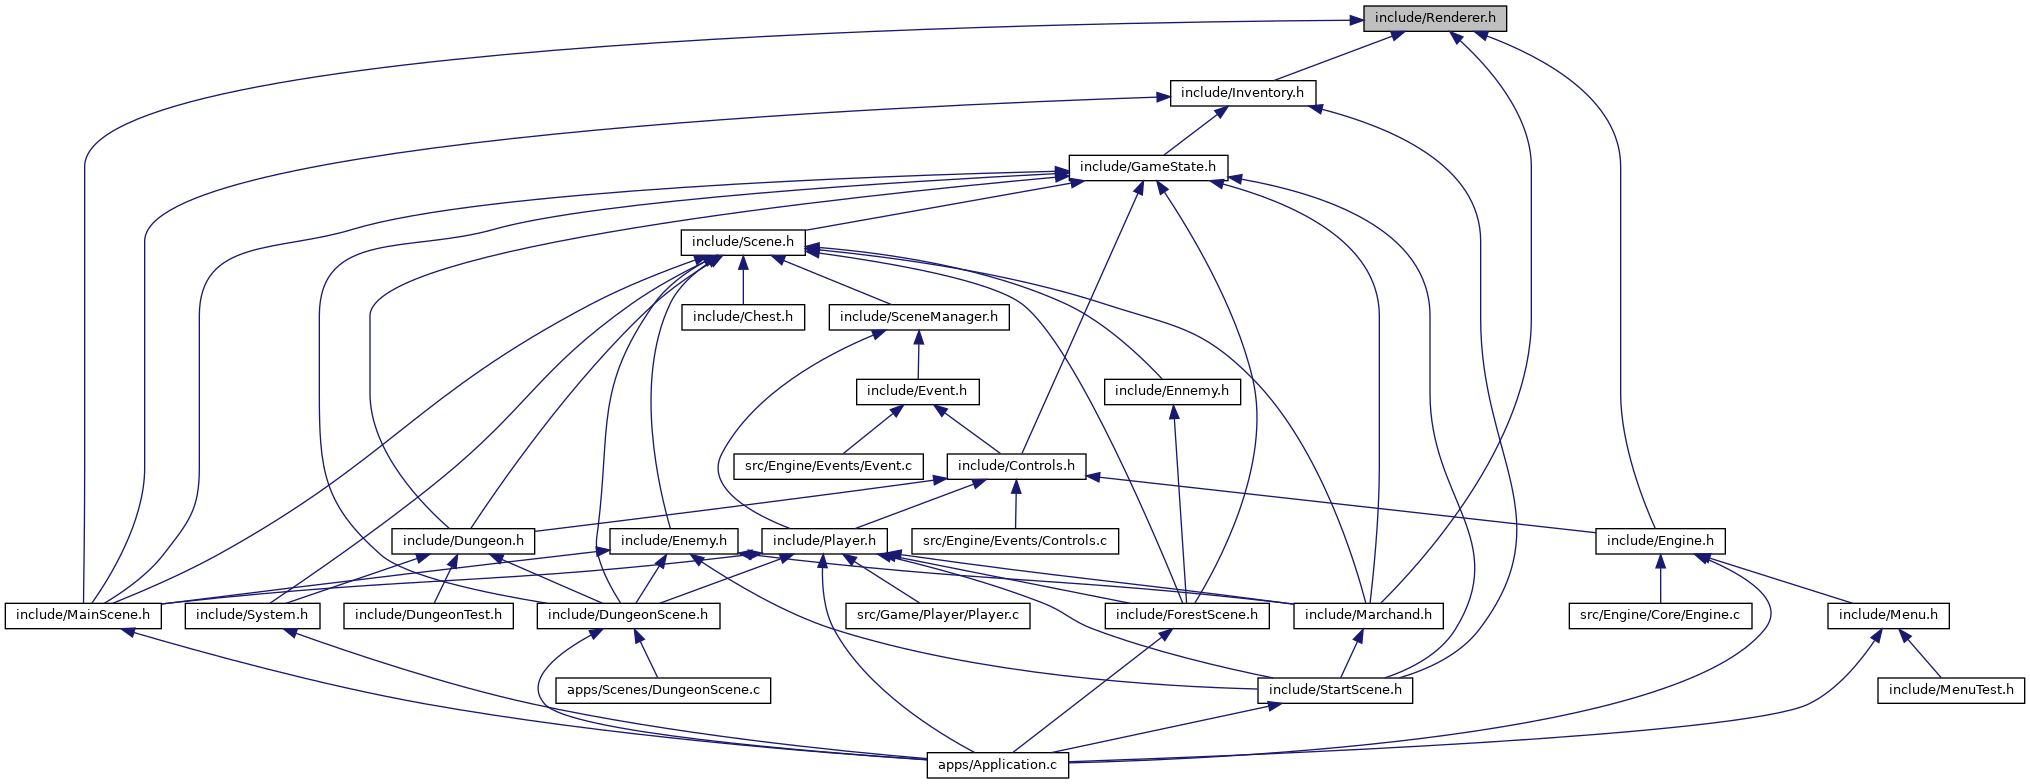 include/Renderer.h
include/Inventory.h
include/GameState.h
include/Scene.h
include/Chest.h
include/SceneManager.h
include/Event.h
include/Ennemy.h
src/Engine/Events/Event.c
include/Controls.h
include/Dungeon.h
include/Enemy.h
include/Player.h
src/Engine/Events/Controls.c
include/Engine.h
include/MainScene.h
include/System.h
include/DungeonTest.h
include/DungeonScene.h
src/Game/Player/Player.c
include/ForestScene.h
include/Marchand.h
src/Engine/Core/Engine.c
include/Menu.h
apps/Scenes/DungeonScene.c
include/StartScene.h
include/MenuTest.h
apps/Application.c